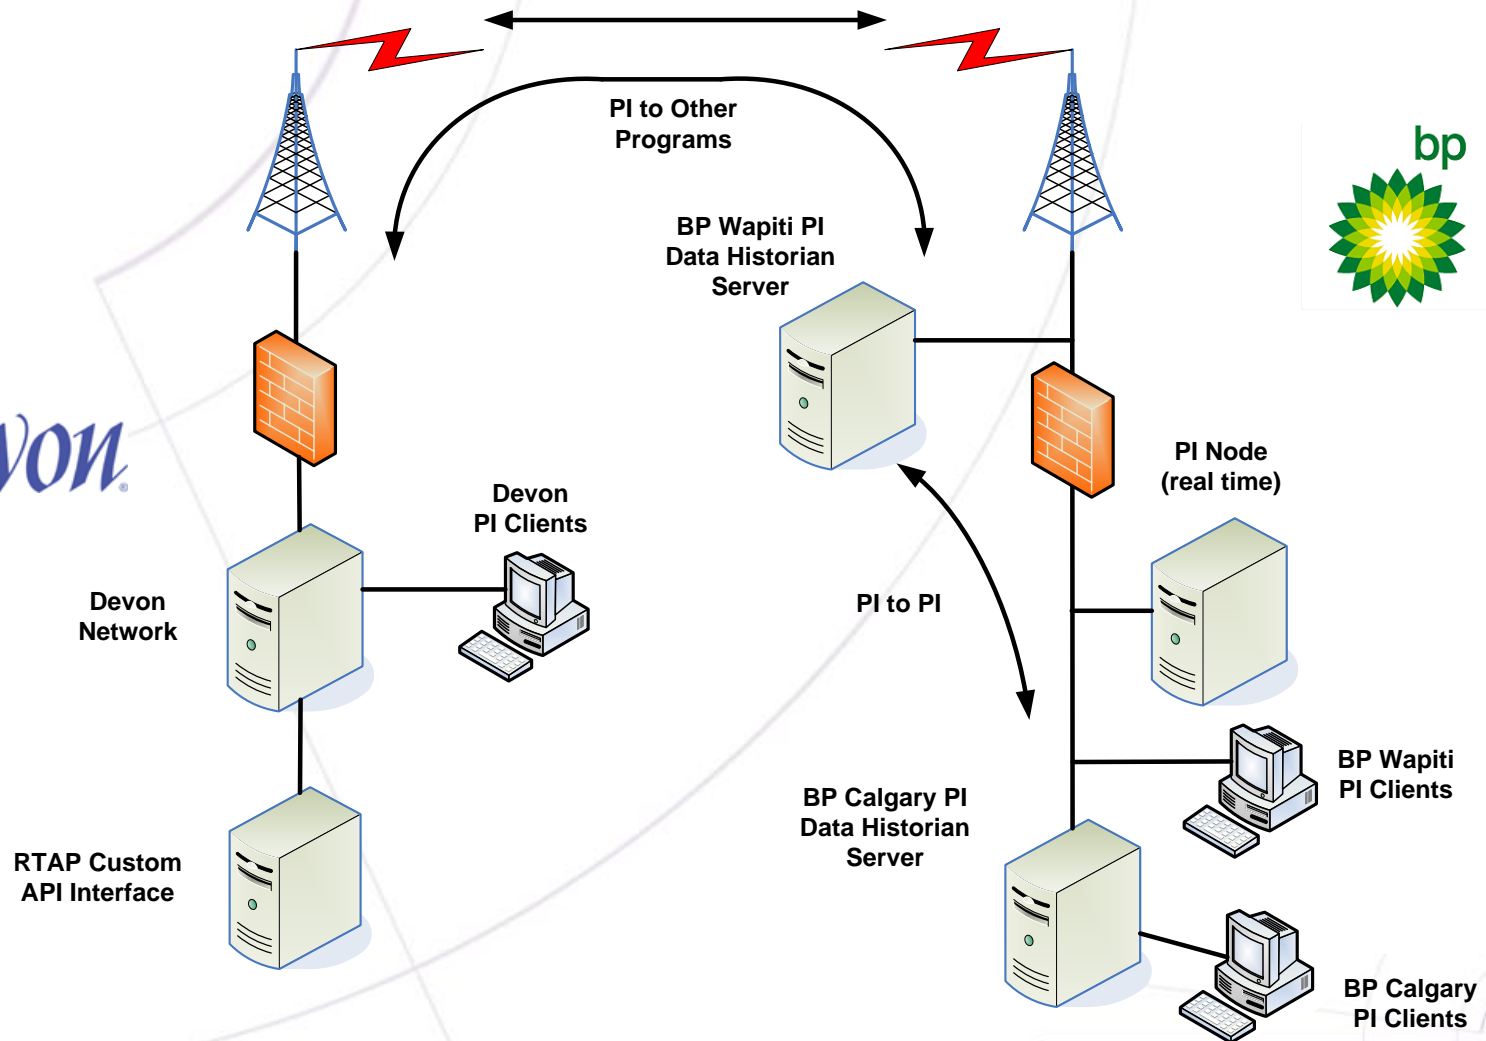 PI to Other
Programs
bp
BP Wapiti PI
Data Historian
Server
PI Node
(real time)
Devon
PI Clients
Devon
Network
PI to PI
BP Wapiti
PI Clients
BP Calgary PI
Data Historian
Server
RTAP Custom
API Interface
BP Calgary
PI Clients